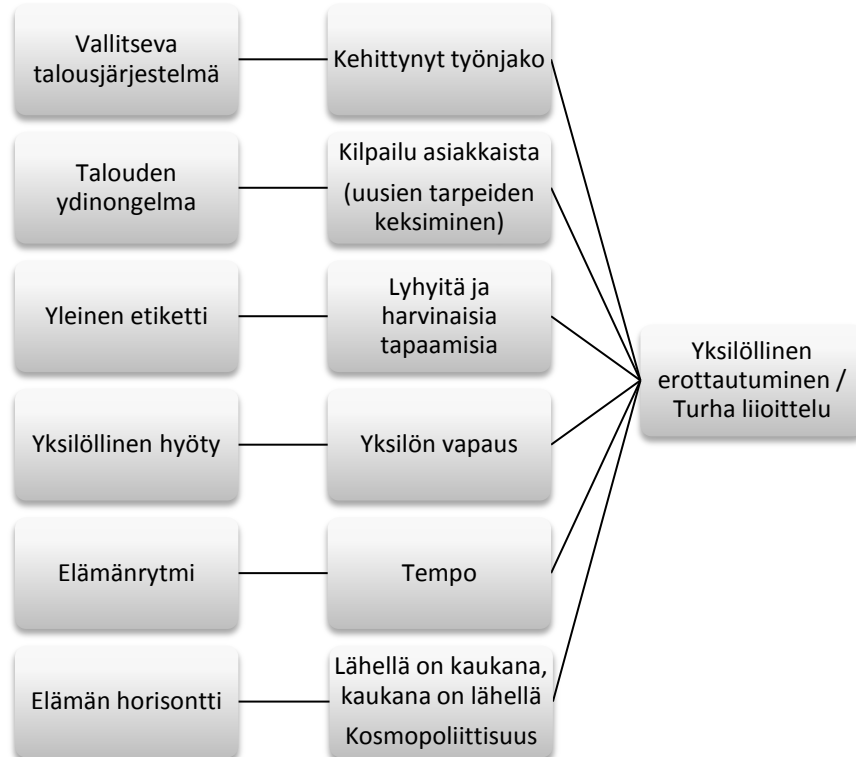 Vallitseva
talousjärjestelmä
Kehittynyt työnjako
Talouden
ydinongelma
Kilpailu asiakkaista
(uusien tarpeiden
keksiminen)
Yleinen etiketti
Lyhyitä ja
harvinaisia
tapaamisia
Yksilöllinen hyöty
Yksilön vapaus
Elämänrytmi
Tempo
Elämän horisontti
Lähellä on kaukana,
kaukana on lähellä
Kosmopoliittisuus
Yksilöllinen
erottautuminen /
Turha liioittelu